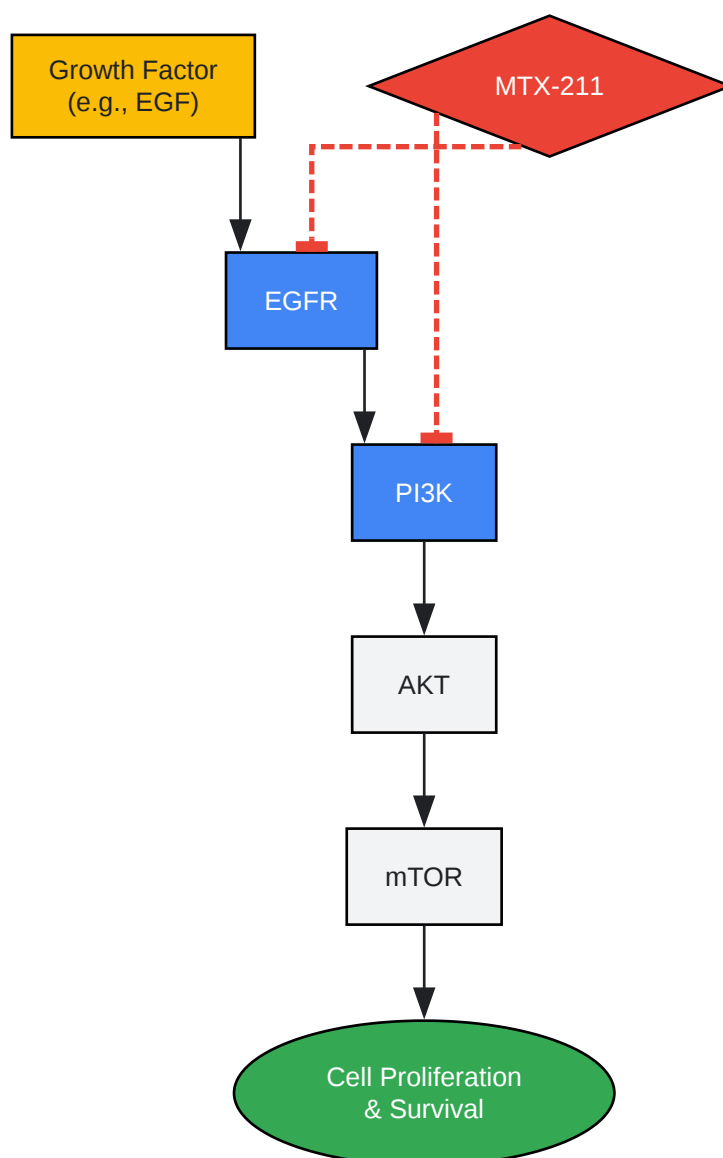 Growth Factor
(e.g., EGF)
MTX-211
EGFR
PI3K
AKT
mTOR
Cell Proliferation
& Survival